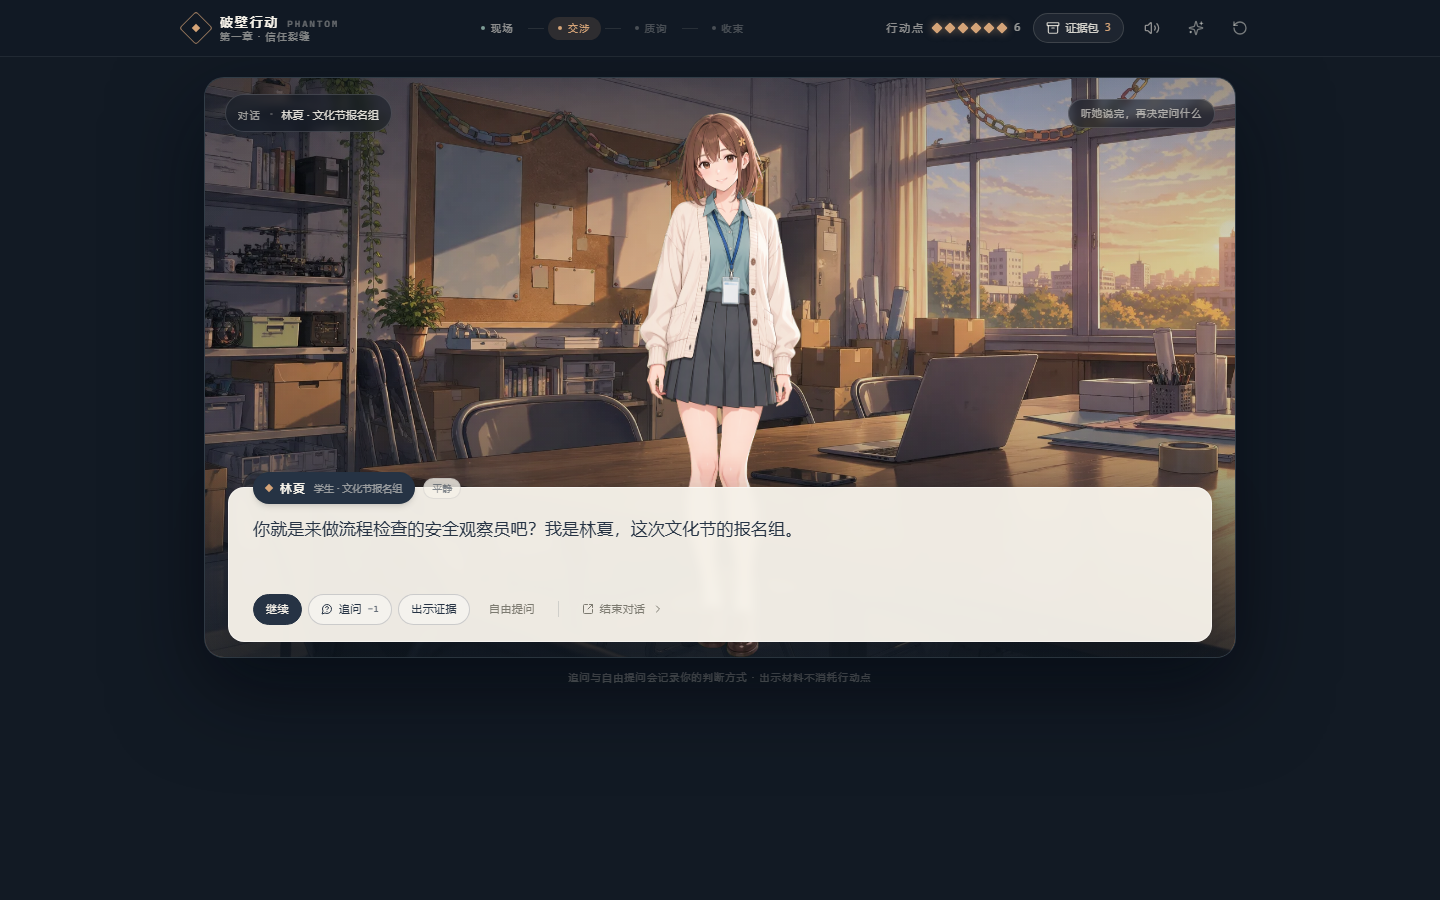 破壁行动 PHANTOM
第一章 · 信任裂缝
现场 交涉 质询 收束
行动点 6 证据包 3
对话 · 林夏 · 文化节报名组
听她说完，再决定问什么
林夏 学生 · 文化节报名组 平静
你就是来做流程检查的安全观察员吧？我是林夏，这次文化节的报名组。
继续 追问 -1 出示证据 自由提问 结束对话
追问与自由提问会记录你的判断方式 · 出示材料不消耗行动点